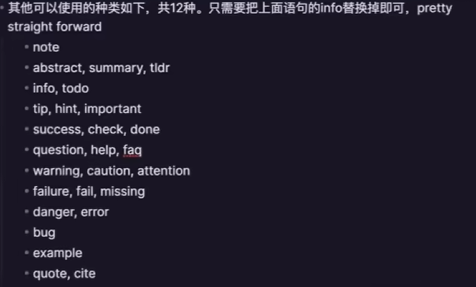 其他可以使用的种类如下，共12种。只需要把上面语句的info替换掉即可，pretty
straight forward
note
abstract, summary, tldr
info, todo
tip, hint, important
success, check, done
question, help, faq
warning, caution, attention
failure, fail, missing
danger, error
bug
example
quote, cite